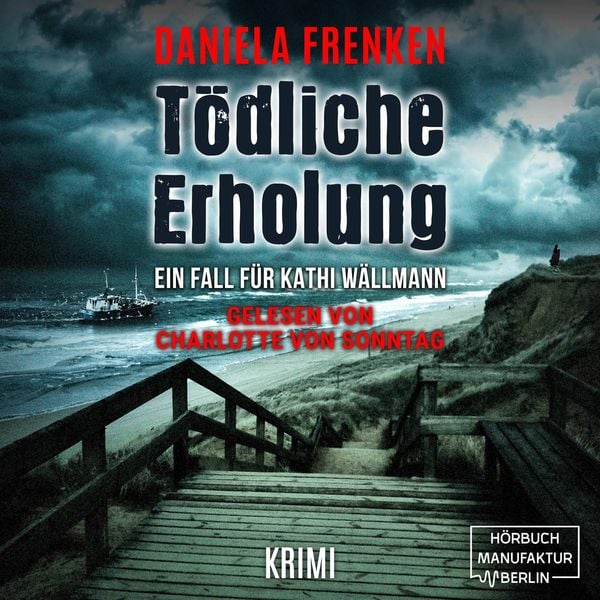 DANIELA FRENKEN
Tödliche
Erholung
EIN FALL FÜR KATHI WÄLLMANN
GELESEN VON
CHARLOTTE VON SONNTAG
KRIMI
HÖRBUCH
MANUFAKTUR
BERLIN